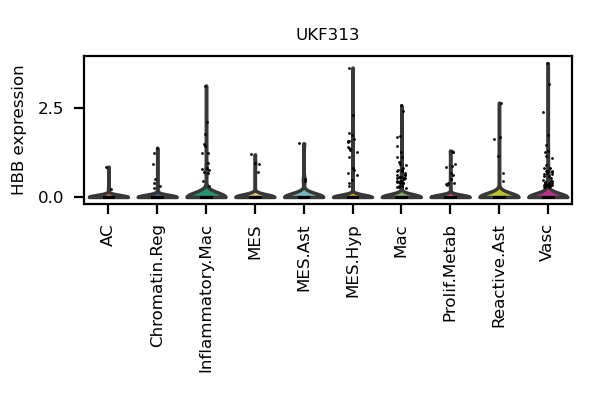 UKF313
HBB expression
2.5
0.0
AC
Chromatin.Reg
Inflammatory.Mac
MES
MES.Ast
MES.Hyp
Mac
Prolif.Metab
Reactive.Ast
Vasc